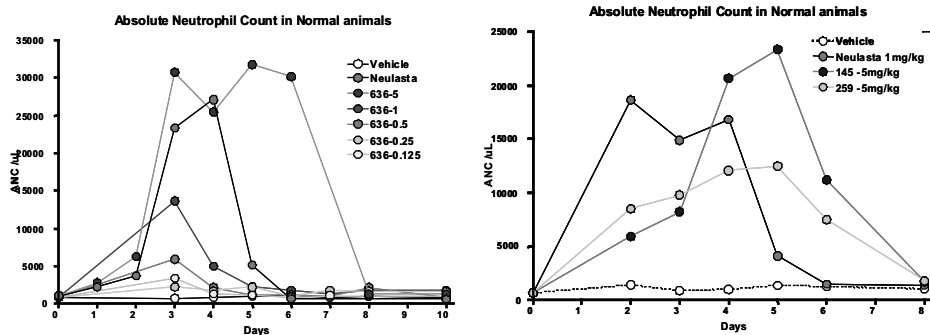 Absolute Neutrophil Count in Normal animals
35000
30000
25000
20000
15000
10000
5000
0
ANC /uL
0 1 2 3 4 5 6 7 8 9 10
Days
Vehicle
Neulasta
636-5
636-1
636-0.5
636-0.25
636-0.125
Absolute Neutrophil Count in Normal animals
25000
20000
15000
10000
5000
0
ANC /uL
0 1 2 3 4 5 6 7 8
Days
Vehicle
Neulasta 1mg/kg
145 -5mg/kg
259 -5mg/kg